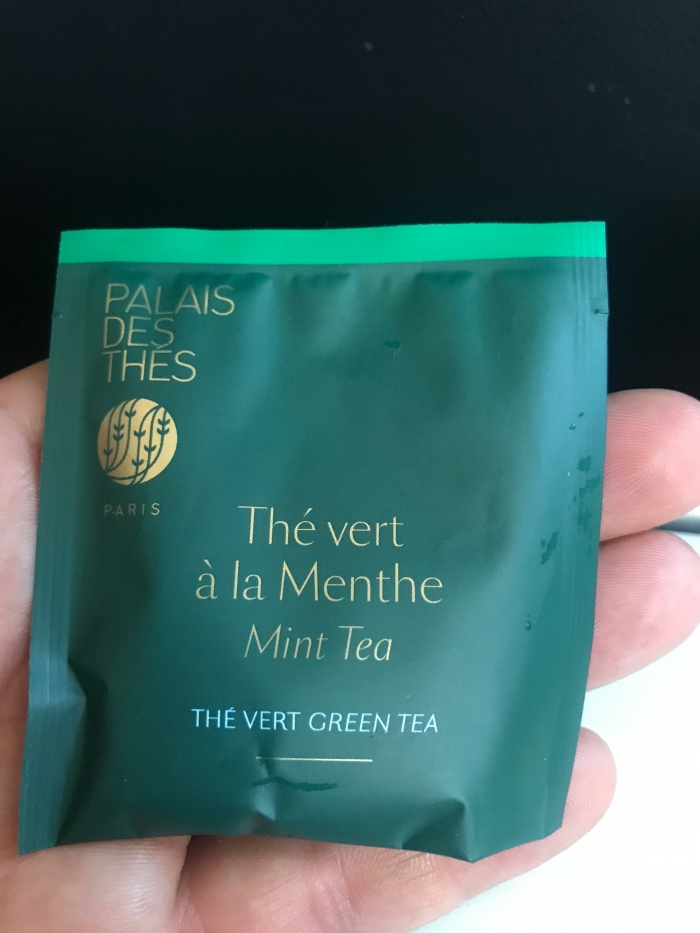 PALAIS
DES
THÉS
PARIS
Thé vert
à la Menthe
Mint Tea
THÉ VERT GREEN TEA